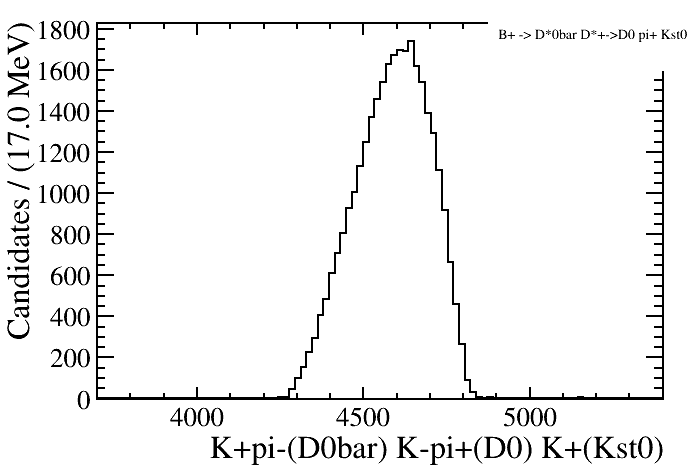 B+ -> D*0bar D*+->D0 pi+ Kst0
Candidates / (17.0 MeV)
1800
1600
1400
1200
1000
800
600
400
200
0
4000 4500 5000
K+pi-(D0bar) K-pi+(D0) K+(Kst0)